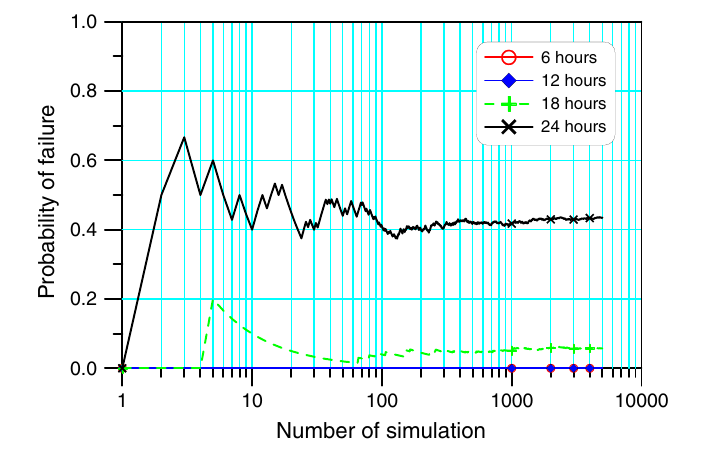 1.0
0.8
0.6
0.4
0.2
0.0
Probability of failure
6 hours
12 hours
18 hours
24 hours
1
10
100
1000
10000
Number of simulation